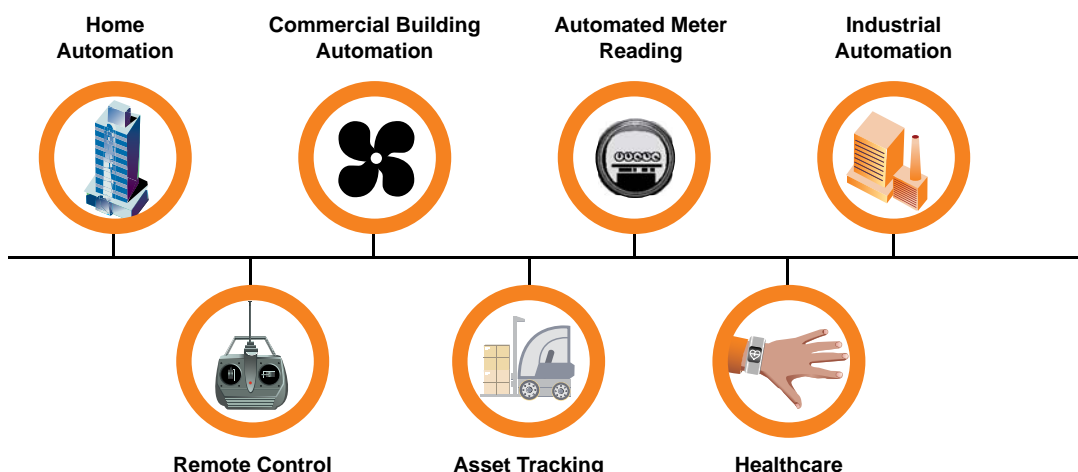 Home
Automation
Commercial Building
Automation
Automated Meter
Reading
Industrial
Automation
Remote Control
Asset Tracking
Healthcare